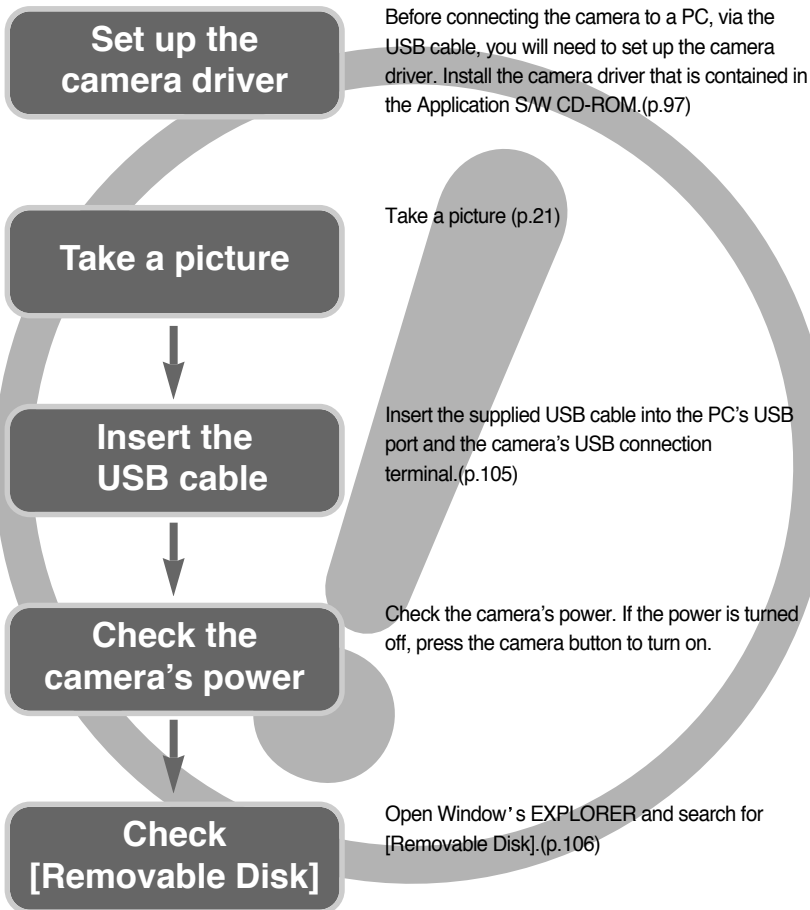 Set up the
camera driver
Before connecting the camera to a PC, via the
USB cable, you will need to set up the camera
driver. Install the camera driver that is contained in
the Application S/W CD-ROM.(p.97)
Take a picture
Take a picture (p.21)
Insert the
USB cable
Insert the supplied USB cable into the PC's USB
port and the camera's USB connection
terminal.(p.105)
Check the
camera's power
Check the camera's power. If the power is turned
off, press the camera button to turn on.
Check
[Removable Disk]
Open Window's EXPLORER and search for
[Removable Disk].(p.106)